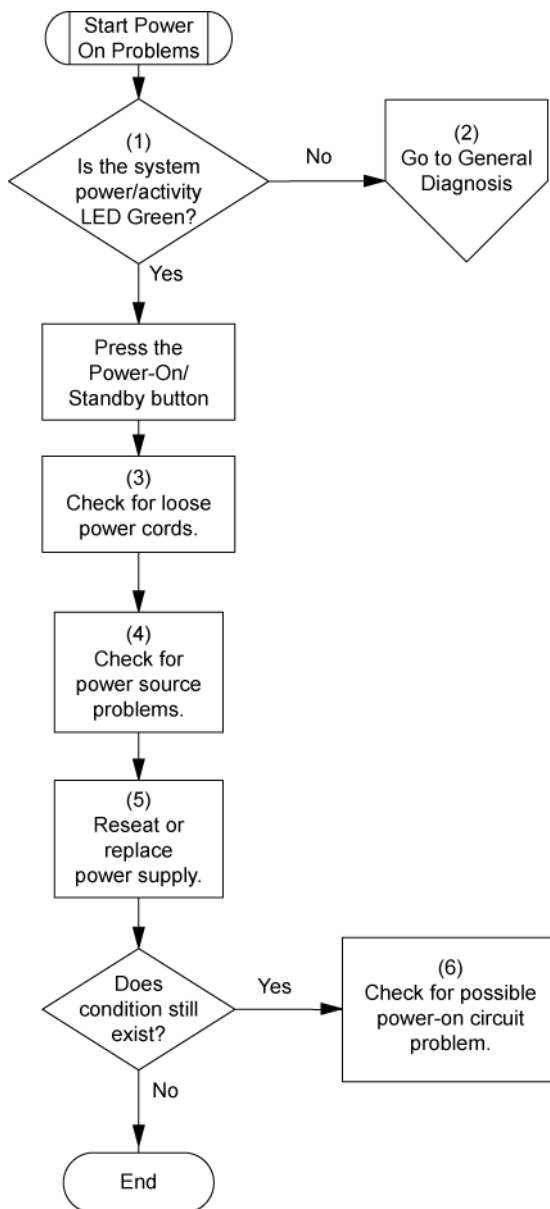 Start Power
On Problems
(1)
Is the system
power/activity
LED Green?
No
(2)
Go to General
Diagnosis
Yes
Press the
Power-On/
Standby button
(3)
Check for loose
power cords.
(4)
Check for
power source
problems.
(5)
Reseat or
replace
power supply.
Does
condition still
exist?
Yes
(6)
Check for possible
power-on circuit
problem.
No
End